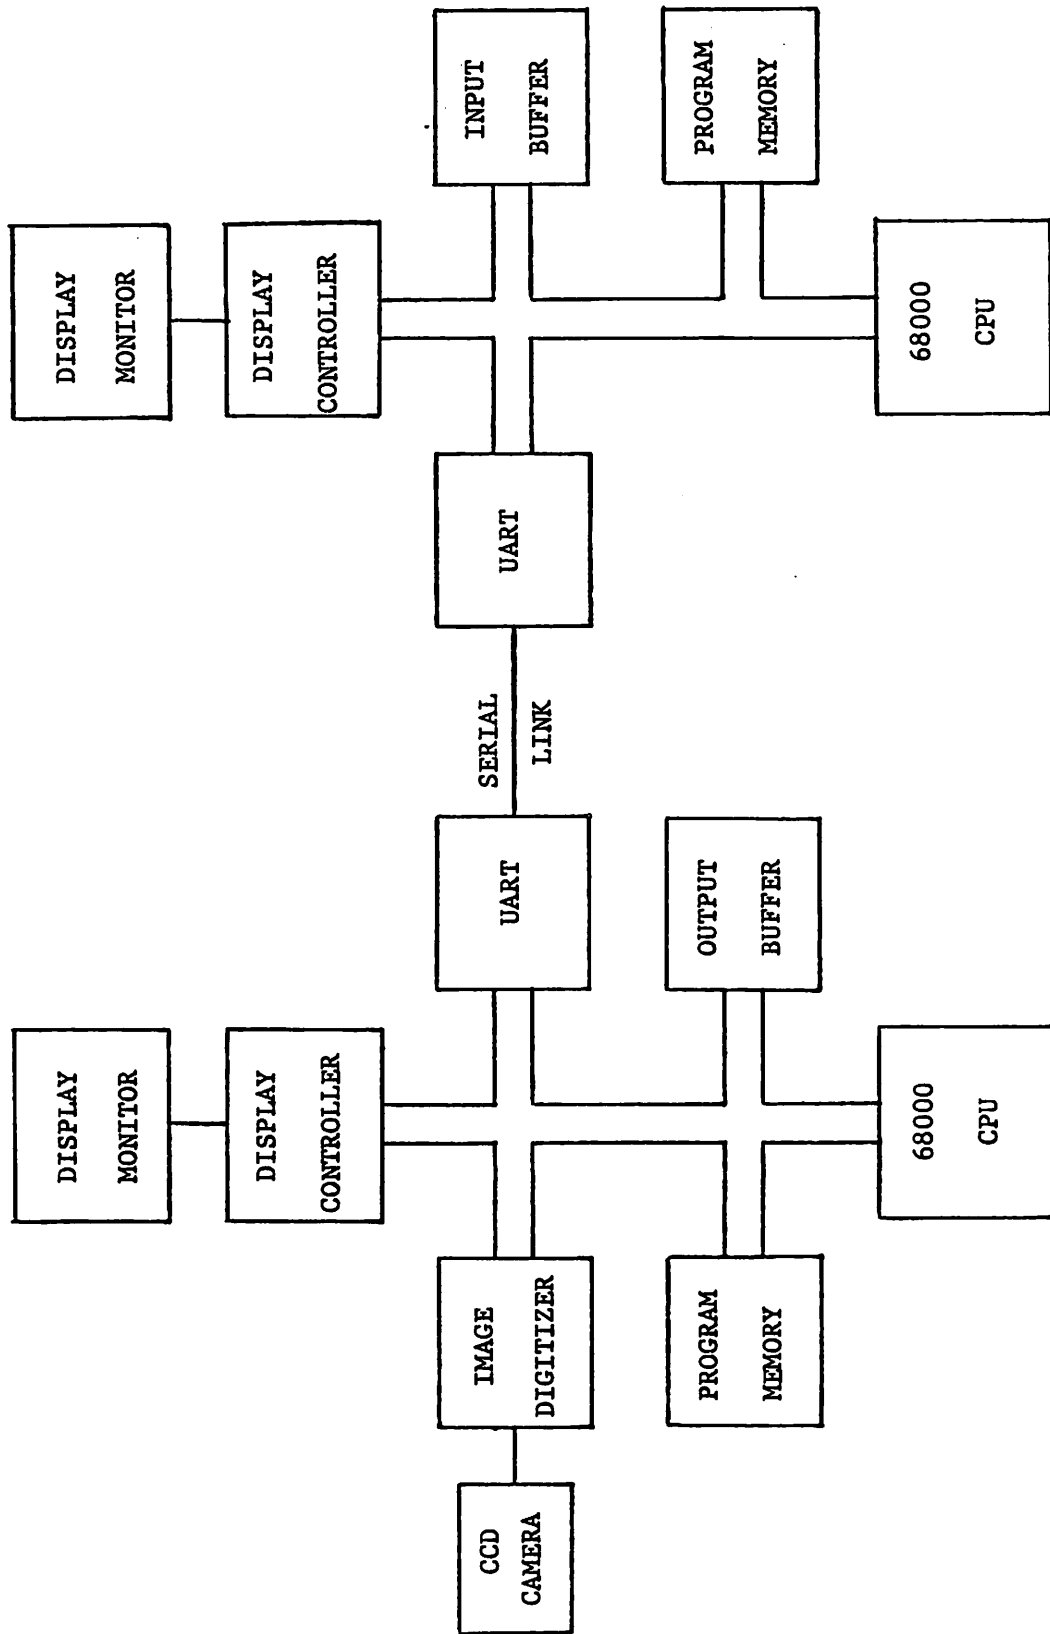 DISPLAY
MONITOR
DISPLAY
MONITOR
DISPLAY
CONTROLLER
DISPLAY
CONTROLLER
CCD
CAMERA
IMAGE
DIGITIZER
UART
SERIAL
LINK
UART
INPUT
BUFFER
PROGRAM
MEMORY
OUTPUT
BUFFER
PROGRAM
MEMORY
68000
CPU
68000
CPU